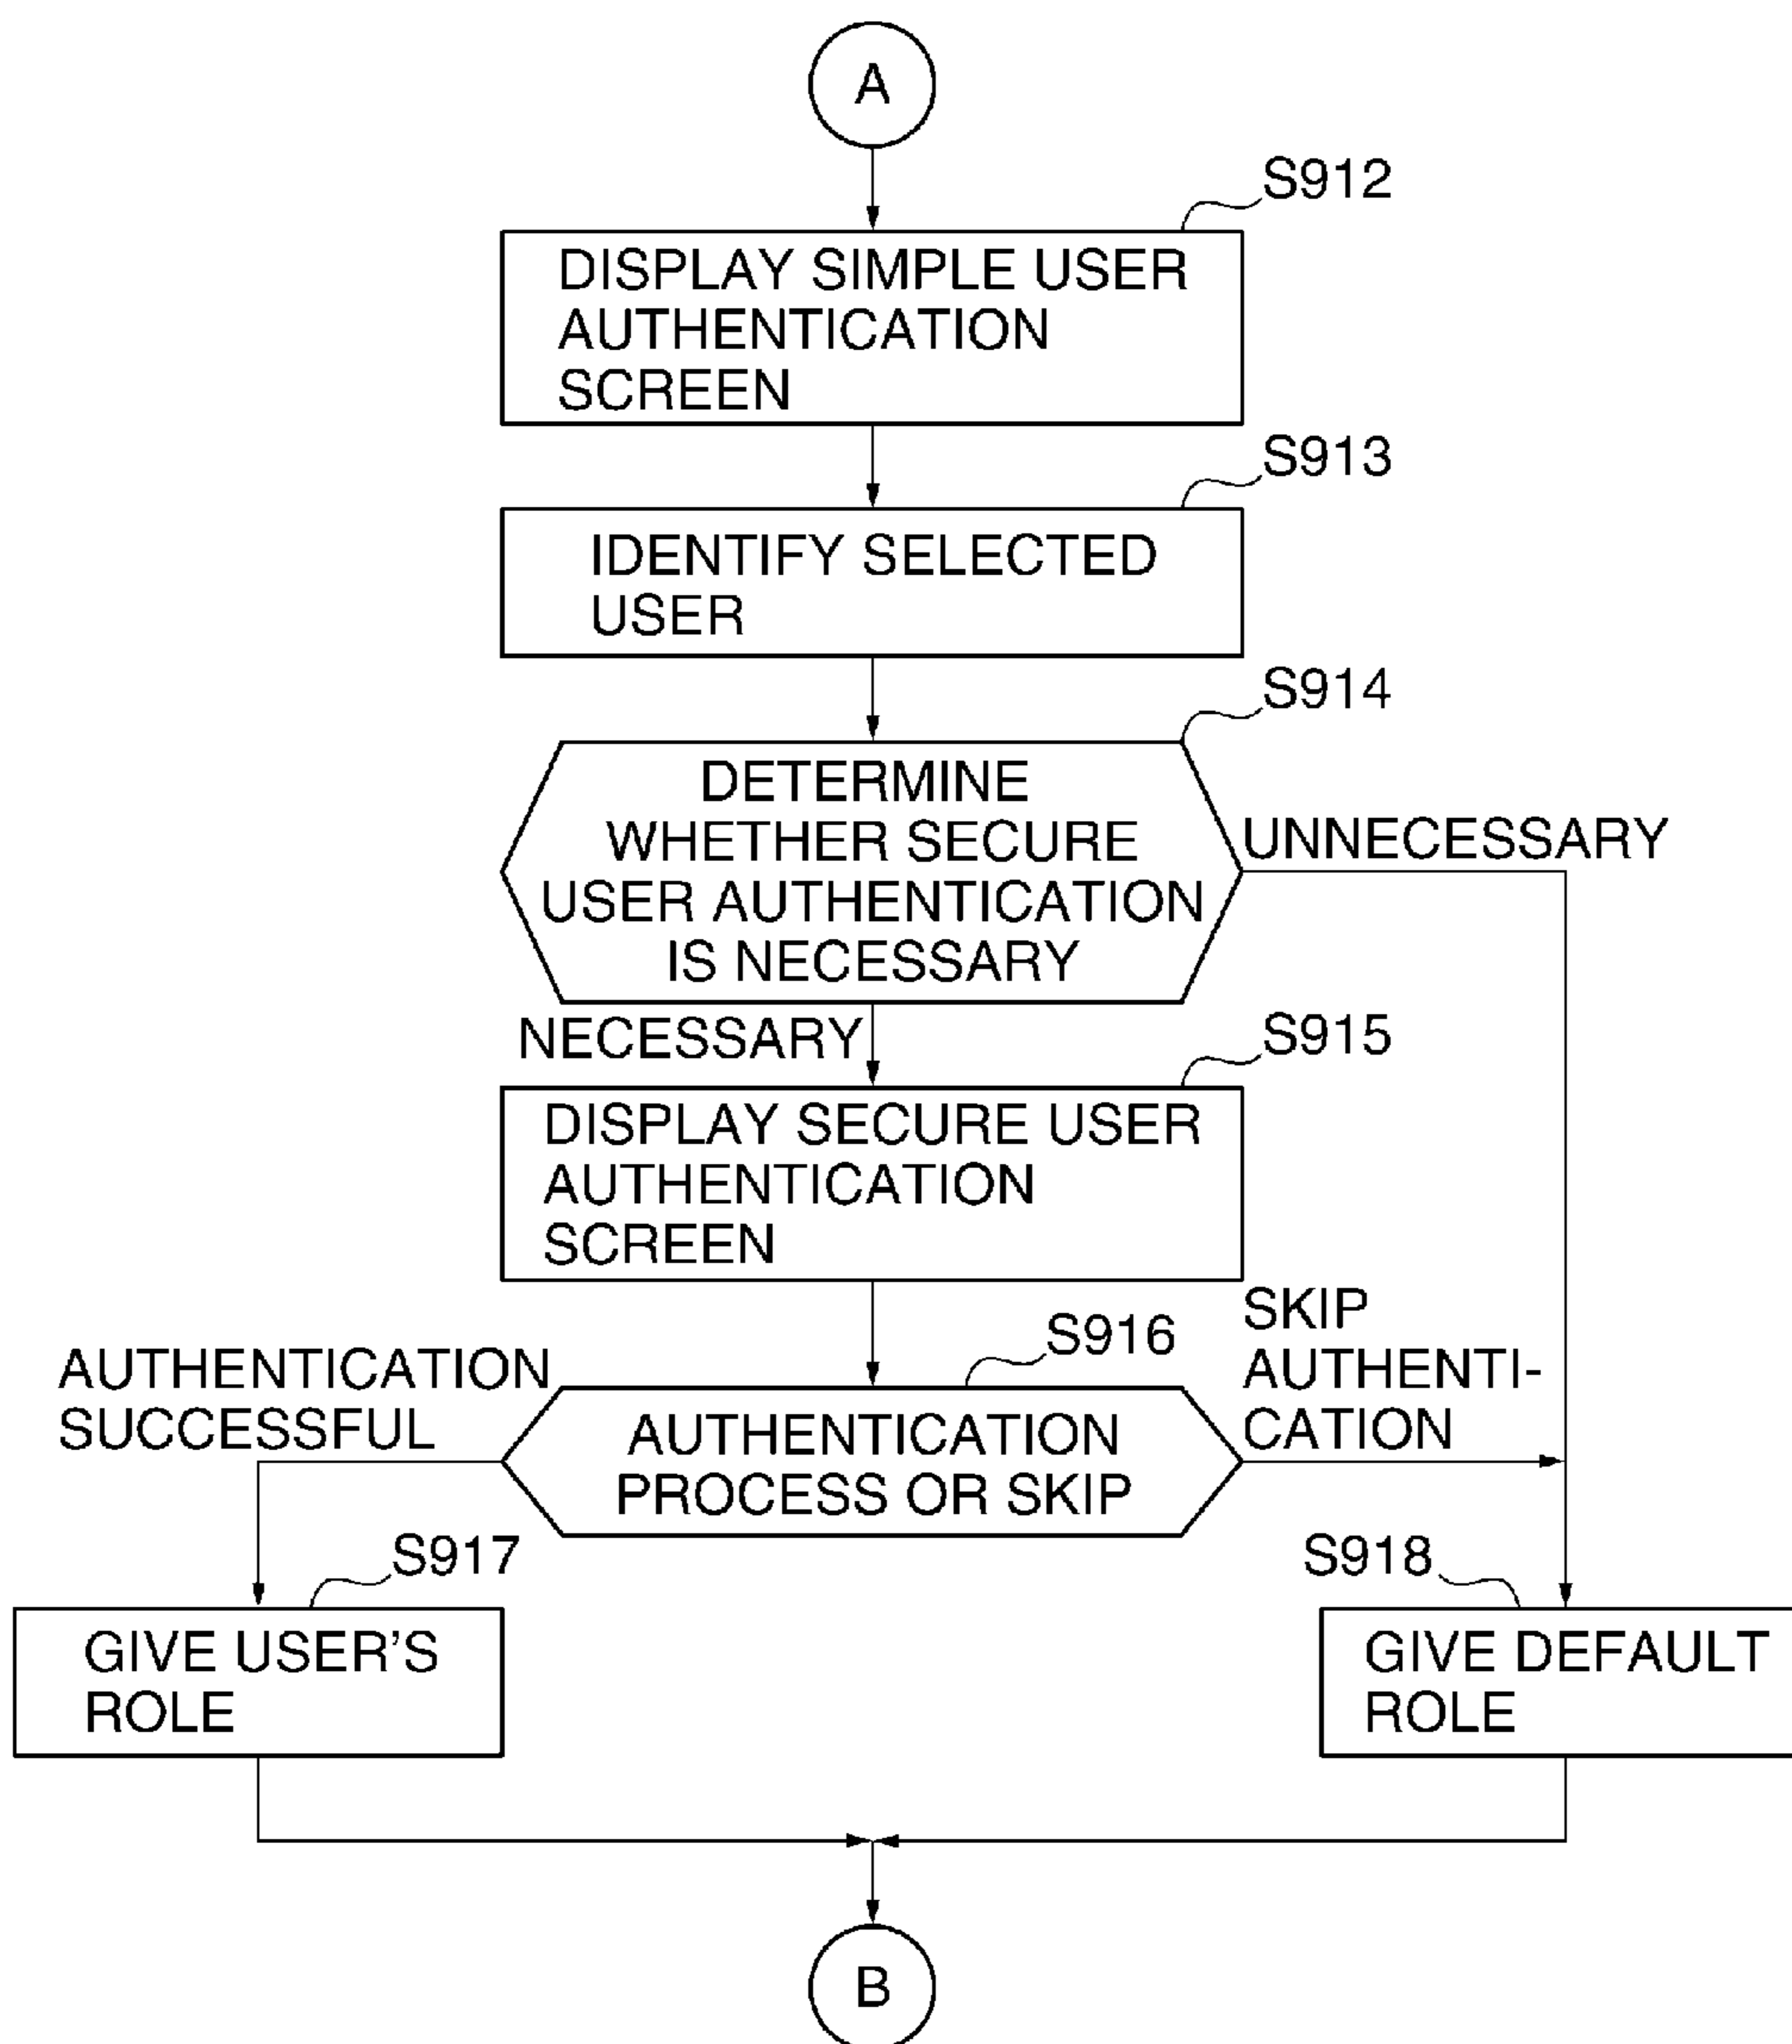 A
S912
DISPLAY SIMPLE USER
AUTHENTICATION
SCREEN
S913
IDENTIFY SELECTED
USER
S914
DETERMINE
WHETHER SECURE
USER AUTHENTICATION
IS NECESSARY
UNNECESSARY
NECESSARY
S915
DISPLAY SECURE USER
AUTHENTICATION
SCREEN
S916
AUTHENTICATION
SUCCESSFUL
AUTHENTICATION
PROCESS OR SKIP
SKIP
AUTHENTI-
CATION
S917
GIVE USER'S
ROLE
S918
GIVE DEFAULT
ROLE
B